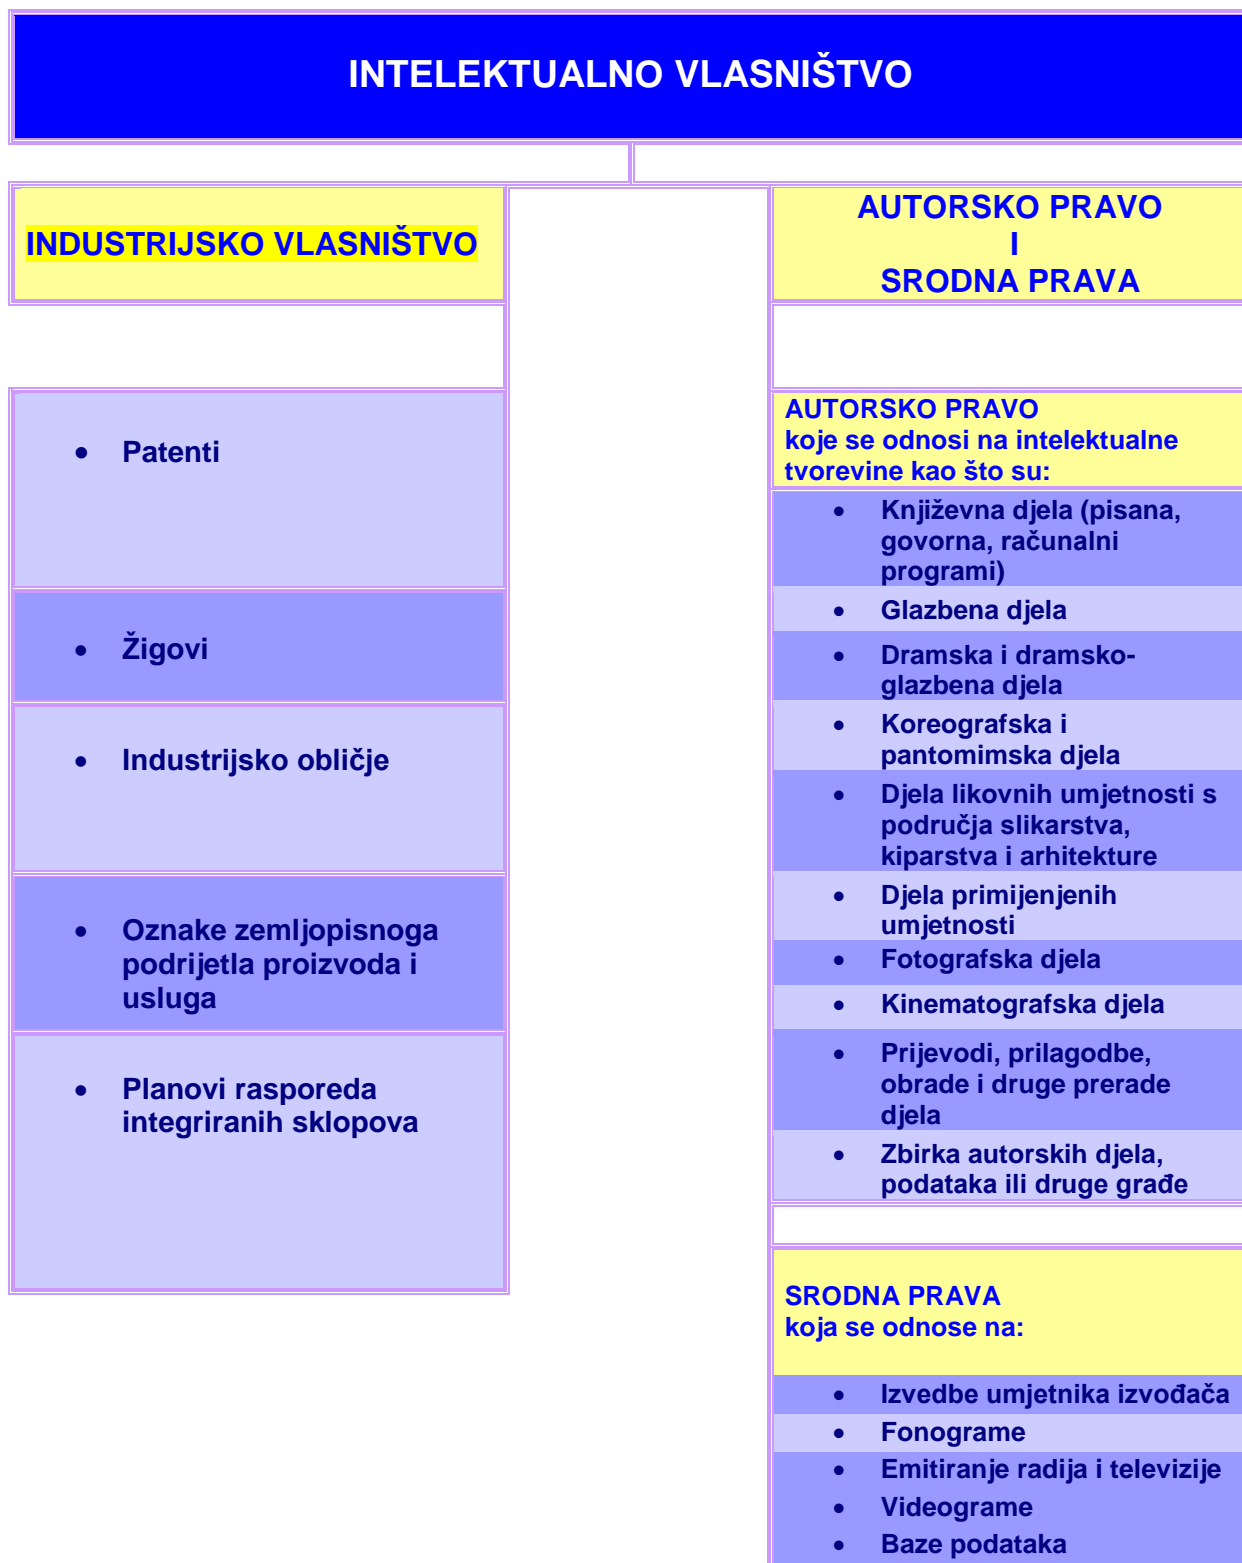 INTELEKTUALNO VLASNIŠTVO
INDUSTRIJSKO VLASNIŠTVO
• Patenti
• Žigovi
• Industrijsko obličje
• Oznake zemljopisnoga
podrijetla proizvoda i
usluga
• Planovi rasporeda
integriranih sklopova
AUTORSKO PRAVO
I
SRODNA PRAVA
AUTORSKO PRAVO
koje se odnosi na intelektualne
tvorevine kao što su:
• Književna djela (pisana,
govorna, računalni
programi)
• Glazbena djela
• Dramska i dramsko-
glazbena djela
• Koreografska i
pantomimska djela
• Djela likovnih umjetnosti s
područja slikarstva,
kiparstva i arhitekture
• Djela primijenjenih
umjetnosti
• Fotografska djela
• Kinematografska djela
• Prijevodi, prilagodbe,
obrade i druge prerade
djela
• Zbirka autorskih djela,
podataka ili druge građe
SRODNA PRAVA
koja se odnose na:
• Izvedbe umjetnika izvođača
• Fonograme
• Emitiranje radija i televizije
• Videograme
• Baze podataka